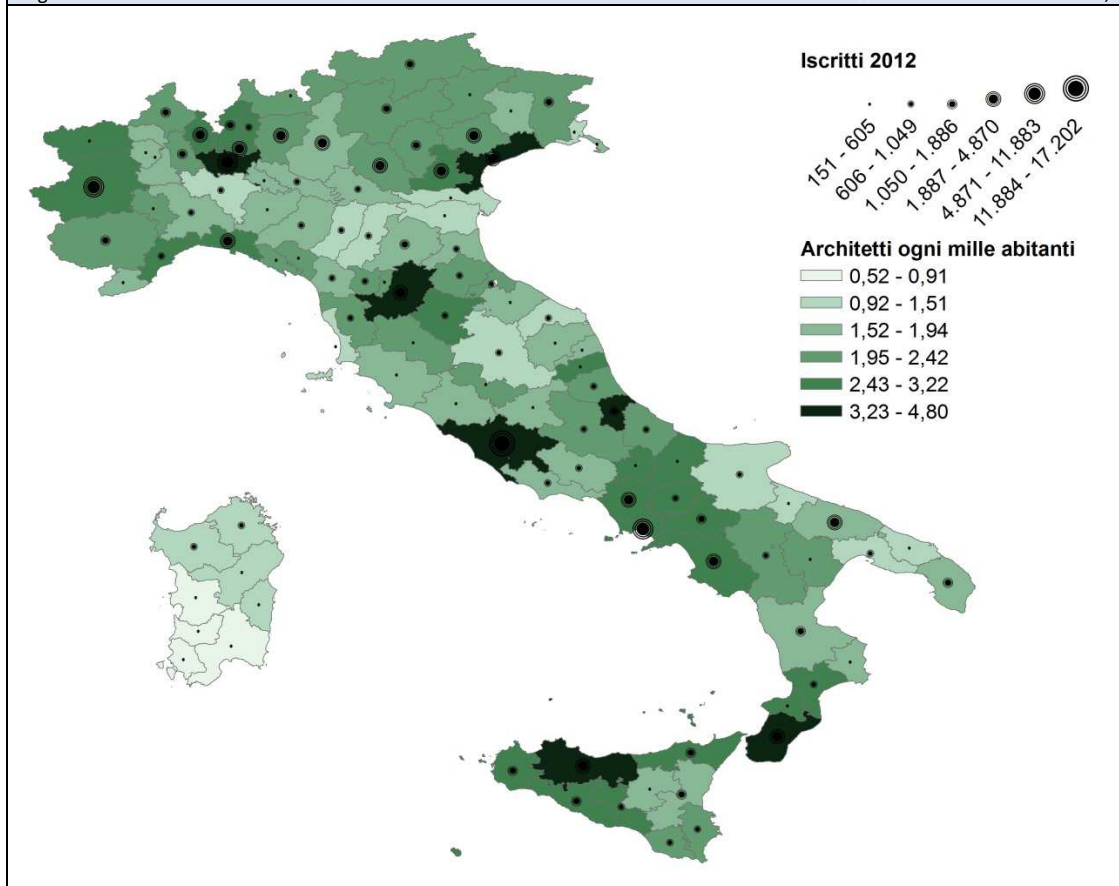 Iscritti 2012
151 - 605
606 - 1.049
1.050 - 1.886
1.887 - 4.870
4.871 - 11.883
11.884 - 17.202
Architetti ogni mille abitanti
0,52 - 0,91
0,92 - 1,51
1,52 - 1,94
1,95 - 2,42
2,43 - 3,22
3,23 - 4,80